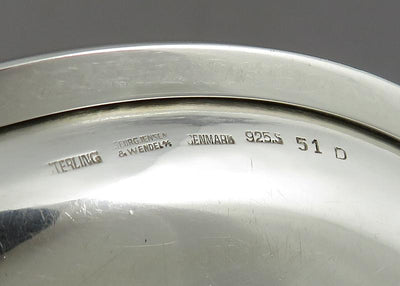 STERLING GEORG JENSEN DENMARK 925.S 51 D
& WENDEL A/S